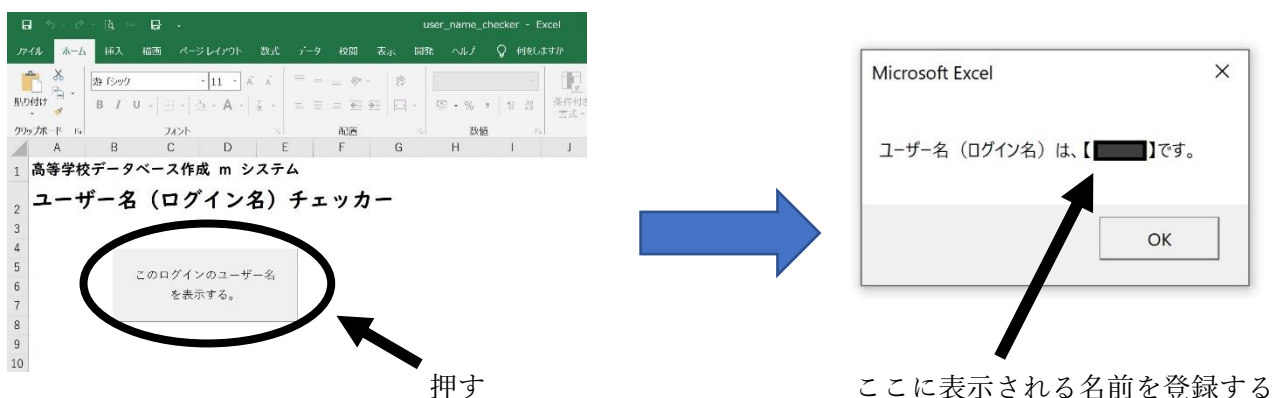 user_name_checker - Excel
ファイル ホーム 挿入 描画 ページ レイアウト 数式 データ 校閲 表示 開発 ヘルプ 何をしますか
貼り付け
游ゴシック 11
B I U A
クリップボード フォント 配置 数値
条件付き
書式
A B C D E F G H I J
1 高等学校データベース作成 m システム
2 ユーザー名（ログイン名）チェッカー
3
4
5
6
7
8
9
10
このログインのユーザー名
を表示する。
押す
Microsoft Excel
ユーザー名（ログイン名）は、【 】です。
OK
ここに表示される名前を登録する